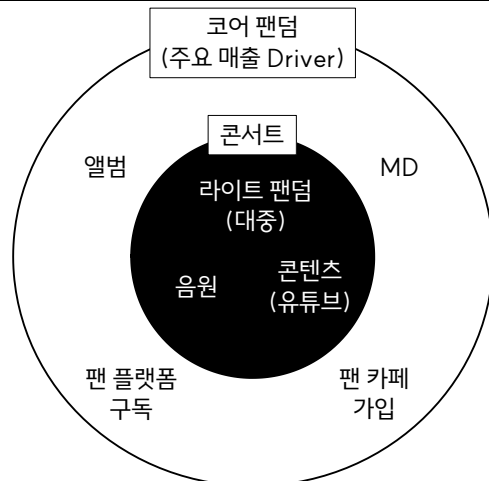 코어 팬덤
(주요 매출 Driver)
콘서트
앨범
MD
라이트 팬덤
(대중)
음원
콘텐츠
(유튜브)
팬 플랫폼
구독
팬 카페
가입